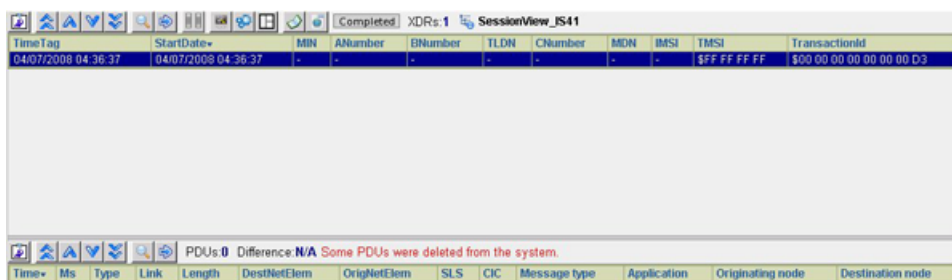 Completed XDRs:1 SessionView_IS41
TimeTag StartDate MIN ANumber BNumber TLDN CNumber MDN IMSI TMSI TransactionId
04/07/2008 04:36:37 04/07/2008 04:36:37 - - - - - - - $FF FF FF FF $00 00 00 00 00 00 00 D3
PDUs:0 Difference:N/A Some PDUs were deleted from the system.
Time Ms Type Link Length DestNetElem OrigNetElem SLS CIC Message type Application Originating node Destination node